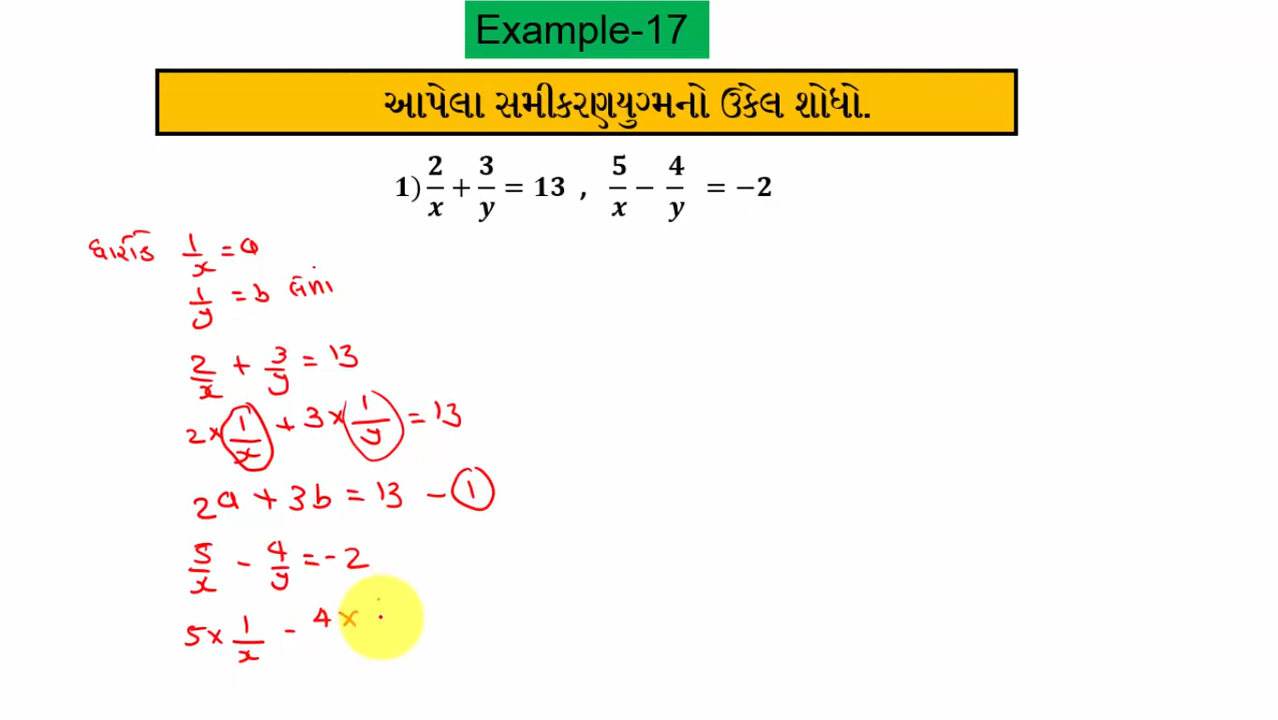 Example-17
આપેલા સમીકરણયુગ્મનો ઉકેલ શોધો.
1) 2/x + 3/y = 13 , 5/x − 4/y = −2
ધારોકે 1/x = a
1/y = b લેતાં
2/x + 3/y = 13
2 × 1/x + 3 × 1/y = 13
2a + 3b = 13 – ①
5/x – 4/y = -2
5 × 1/x – 4 ×